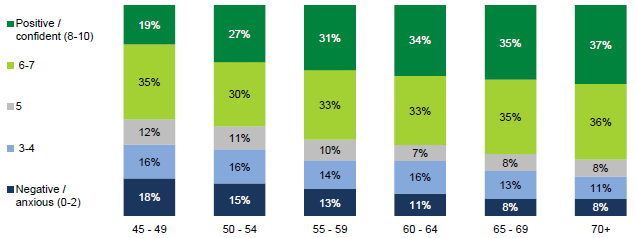 Positive /
confident (8-10)
6-7
5
3-4
Negative /
anxious (0-2)
19% 27% 31% 34% 35% 37%
35% 30% 33% 33% 35% 36%
12% 11% 10% 7% 8% 8%
16% 16% 14% 16% 13% 11%
18% 15% 13% 11% 8% 8%
45 - 49 50 - 54 55 - 59 60 - 64 65 - 69 70+